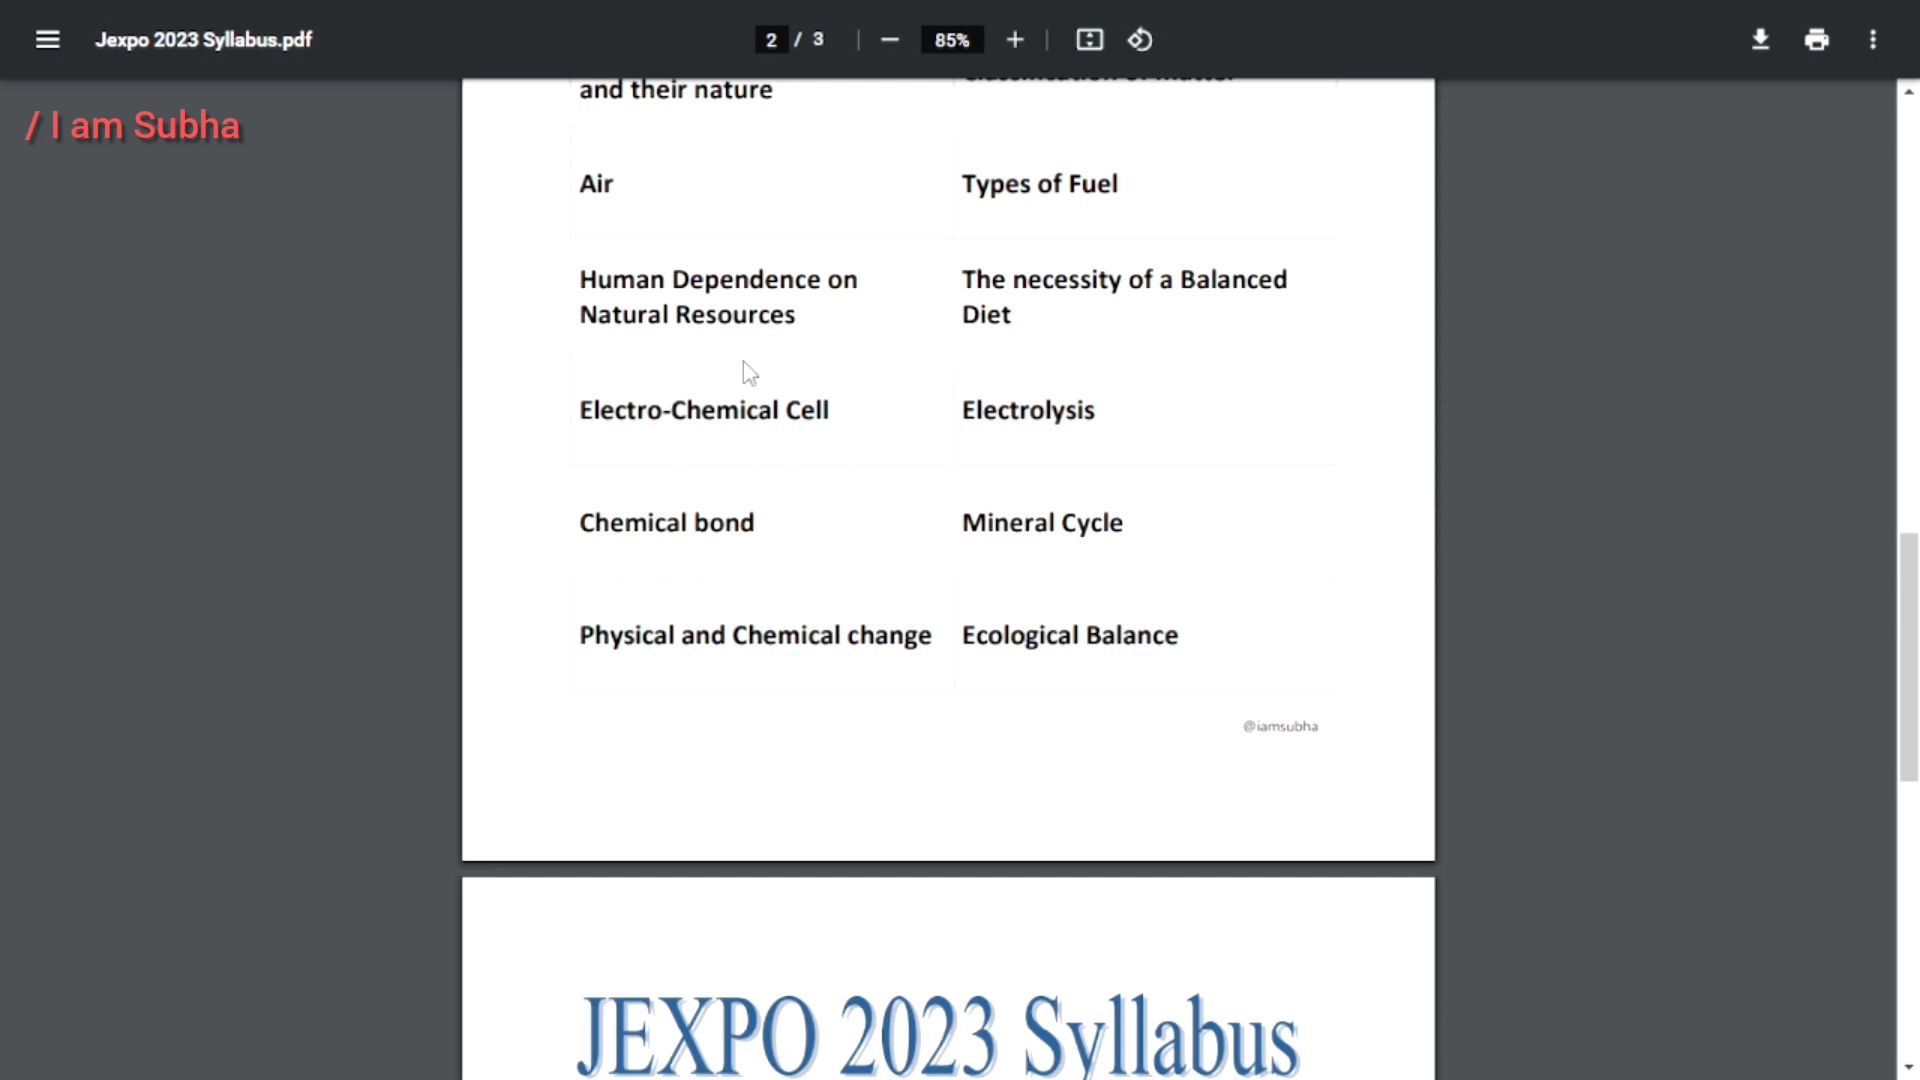 Jexpo 2023 Syllabus.pdf
2 / 3
85%
/ I am Subha
and their nature
Air
Types of Fuel
Human Dependence on
Natural Resources
The necessity of a Balanced
Diet
Electro-Chemical Cell
Electrolysis
Chemical bond
Mineral Cycle
Physical and Chemical change
Ecological Balance
@iamsubha
JEXPO 2023 Syllabus